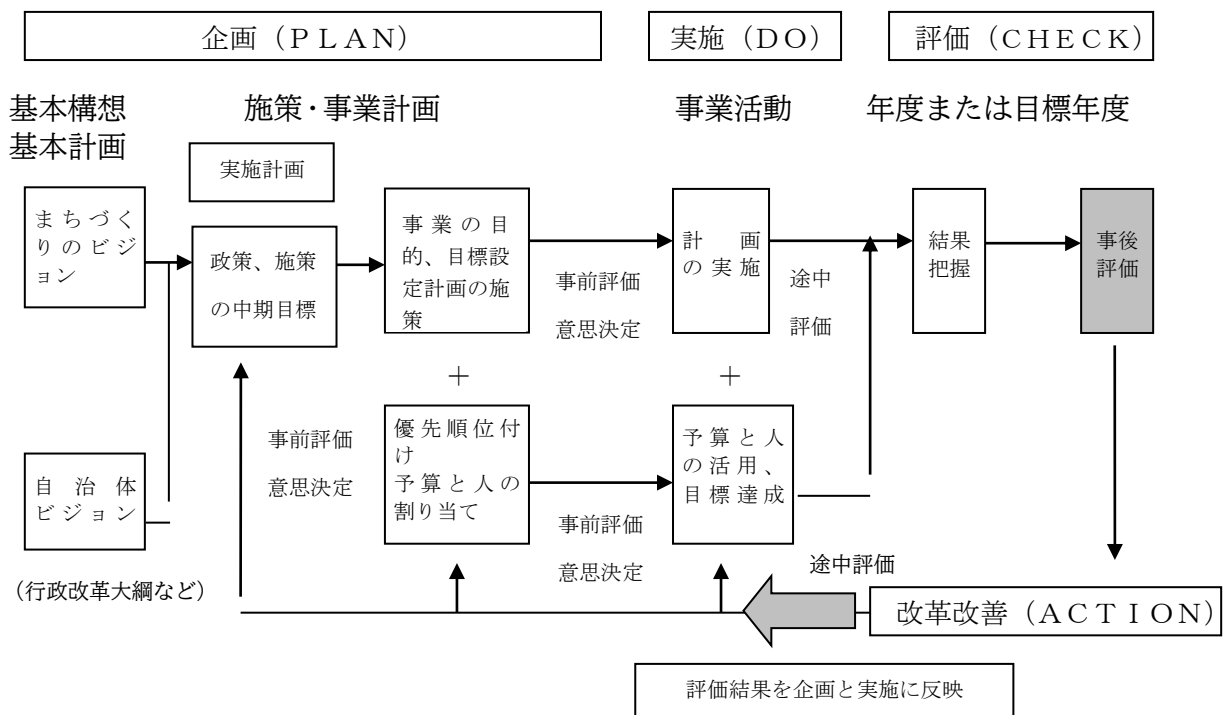 企画（ＰＬＡＮ）
実施（ＤＯ）
評価（ＣＨＥＣＫ）
基本構想
基本計画
施策・事業計画
事業活動
年度または目標年度
実施計画
まちづく
りのビジ
ョン
政策、施策
の中期目標
事業の目
的、目標設
定計画の施
策
事前評価
意思決定
計画
の実施
途中
評価
結果
把握
事後
評価
＋
＋
自治体
ビジョン
（行政改革大綱など）
事前評価
意思決定
優先順位付
け
予算と人の
割り当て
事前評価
意思決定
予算と人
の活用、
目標達成
途中評価
改革改善（ＡＣＴＩＯＮ）
評価結果を企画と実施に反映